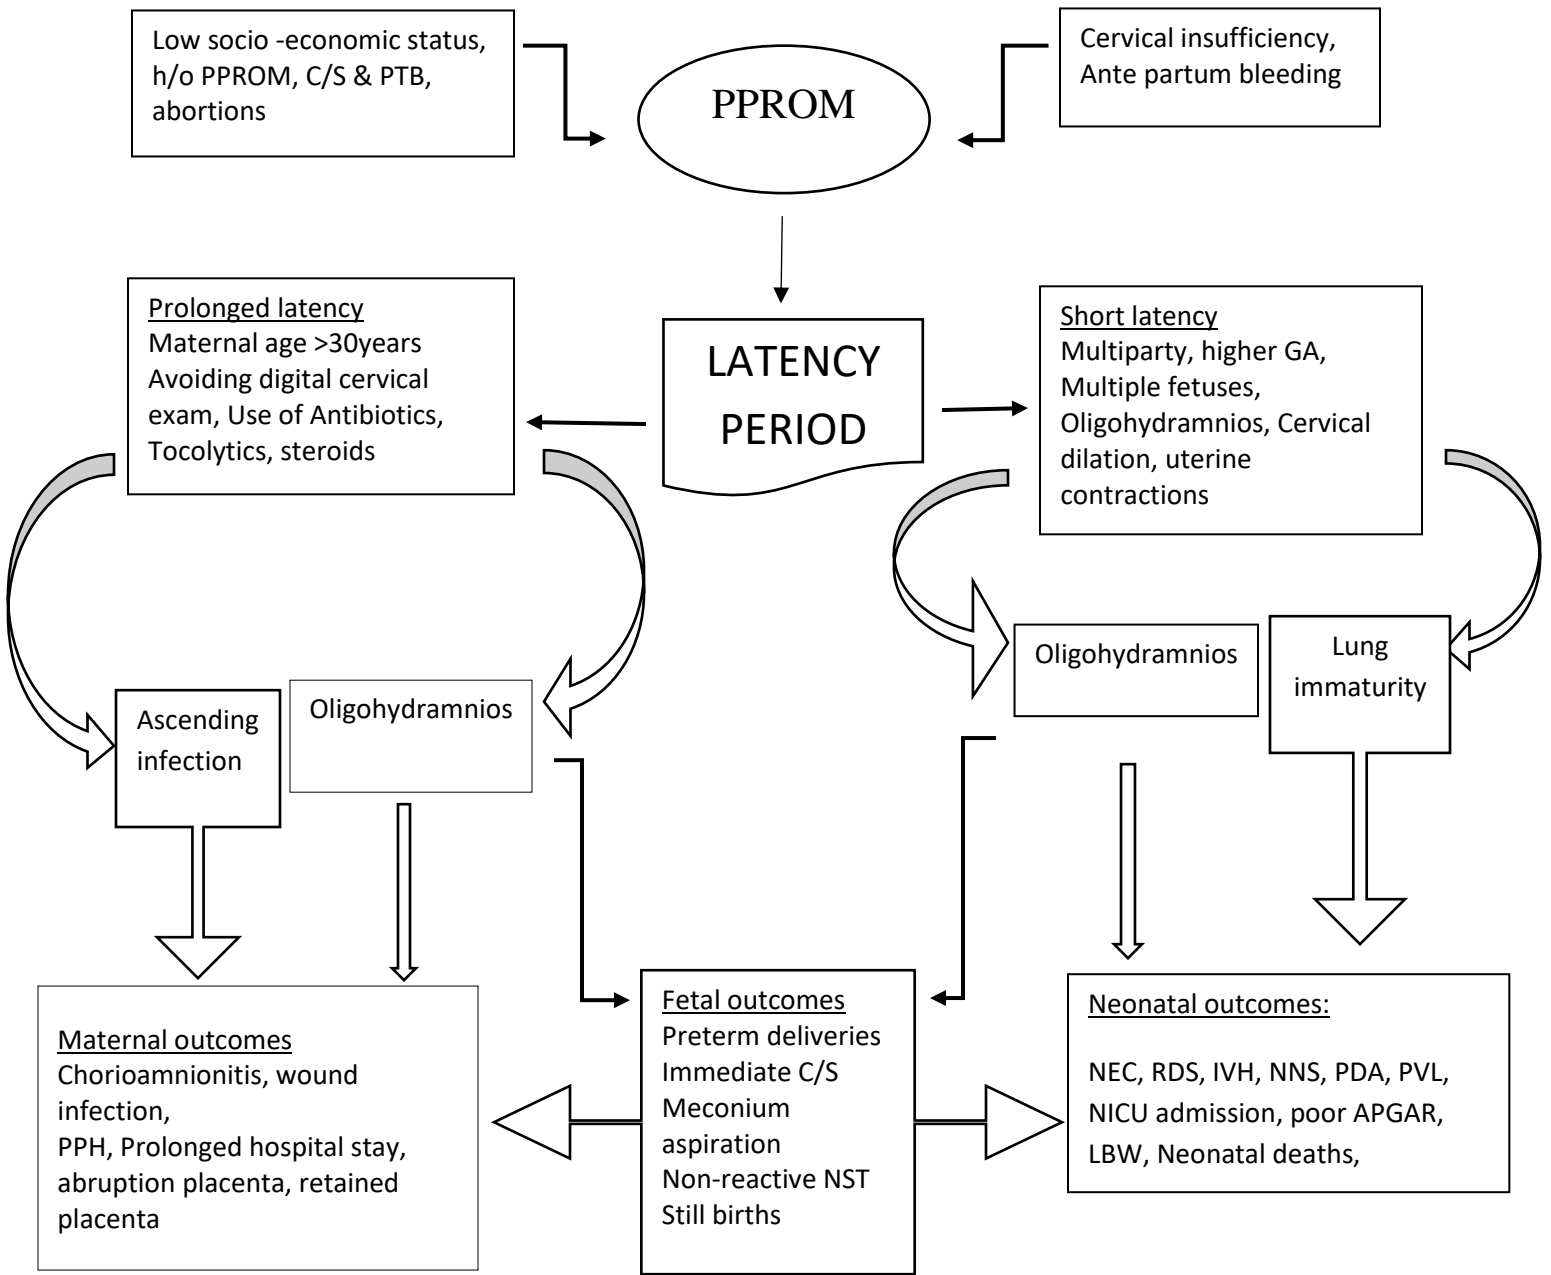 Low socio -economic status,
h/o PPROM, C/S & PTB,
abortions
PPROM
Cervical insufficiency,
Ante partum bleeding
Prolonged latency
Maternal age >30years
Avoiding digital cervical
exam, Use of Antibiotics,
Tocolytics, steroids
LATENCY
PERIOD
Short latency
Multiparty, higher GA,
Multiple fetuses,
Oligohydramnios, Cervical
dilation, uterine
contractions
Ascending
infection
Oligohydramnios
Oligohydramnios
Lung
immaturity
Maternal outcomes
Chorioamnionitis, wound
infection,
PPH, Prolonged hospital stay,
abruption placenta, retained
placenta
Fetal outcomes
Preterm deliveries
Immediate C/S
Meconium
aspiration
Non-reactive NST
Still births
Neonatal outcomes:
NEC, RDS, IVH, NNS, PDA, PVL,
NICU admission, poor APGAR,
LBW, Neonatal deaths,